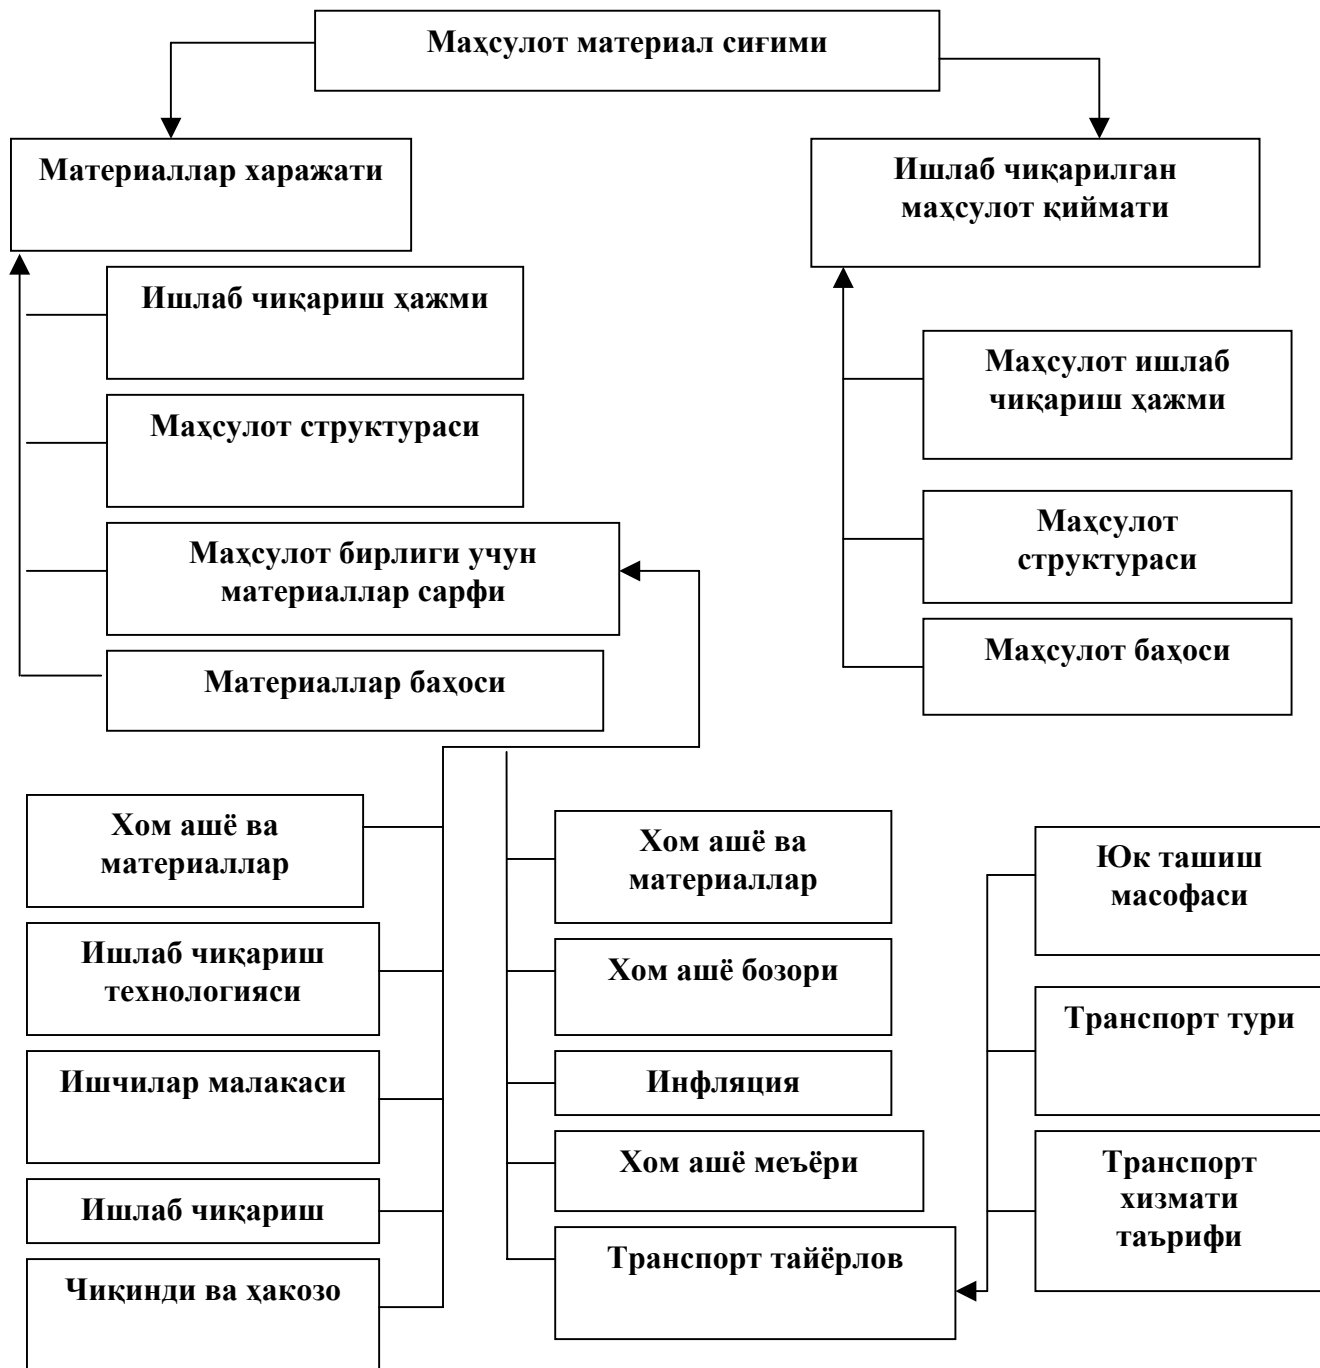 Маҳсулот материал сиғими
Материаллар харажати
Ишлаб чиқарилган
маҳсулот қиймати
Ишлаб чиқариш ҳажми
Маҳсулот структураси
Маҳсулот бирлиги учун
материаллар сарфи
Материаллар баҳоси
Маҳсулот ишлаб
чиқариш ҳажми
Маҳсулот
структураси
Маҳсулот баҳоси
Хом ашё ва
материаллар
Ишлаб чиқариш
технологияси
Ишчилар малакаси
Ишлаб чиқариш
Чиқинди ва ҳакозо
Хом ашё ва
материаллар
Хом ашё бозори
Инфляция
Хом ашё меъёри
Транспорт тайёрлов
Юк ташиш
масофаси
Транспорт тури
Транспорт
хизмати
таърифи